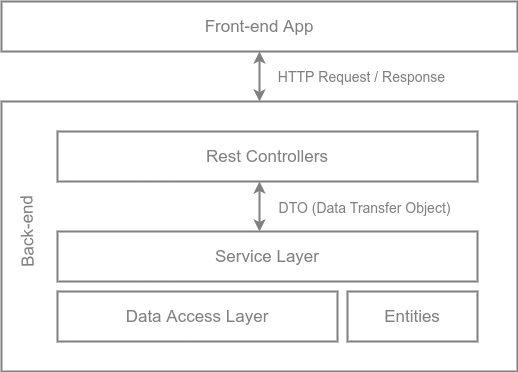 Front-end App
HTTP Request / Response
Rest Controllers
DTO (Data Transfer Object)
Back-end
Service Layer
Data Access Layer
Entities